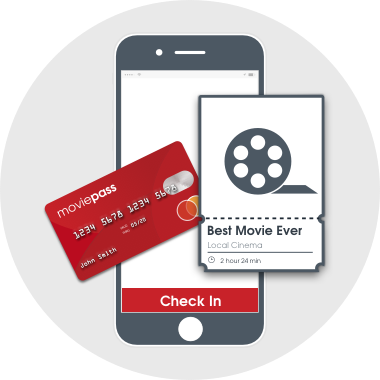 moviepass
1234 5678 1234 5678
05/20
John Smith
Best Movie Ever
Local Cinema
2 hour 24 min
Check In